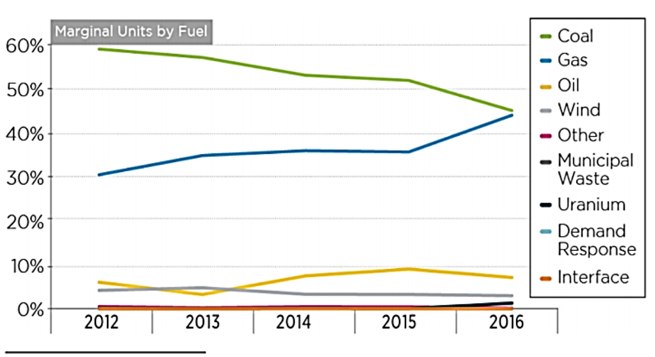 Marginal Units by Fuel
60%
50%
40%
30%
20%
10%
0%
2012 2013 2014 2015 2016
Coal
Gas
Oil
Wind
Other
Municipal
Waste
Uranium
Demand
Response
Interface